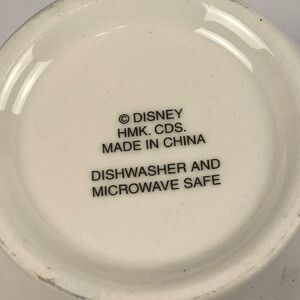 © DISNEY
HMK. CDS.
MADE IN CHINA
DISHWASHER AND
MICROWAVE SAFE